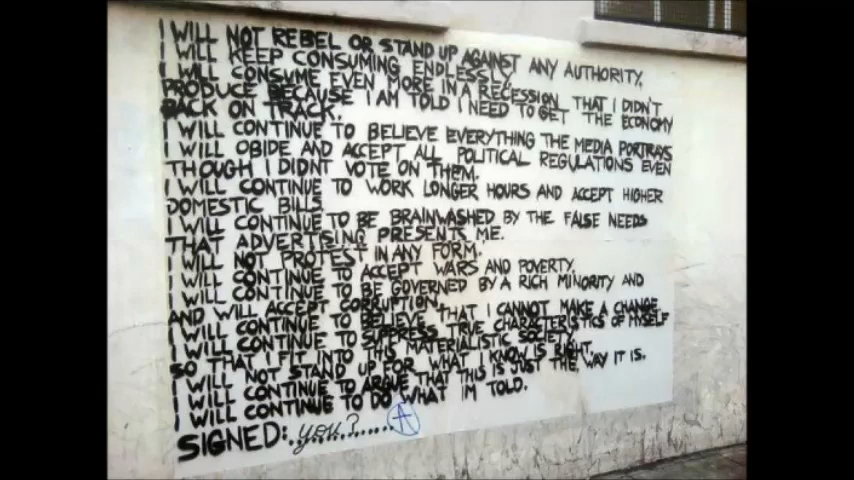 I WILL NOT REBEL OR STAND UP AGAINST ANY AUTHORITY.
I WILL KEEP CONSUMING ENDLESSLY.
I WILL CONSUME EVEN MORE IN A RECESSION THAT I DIDN'T
PRODUCE BECAUSE I AM TOLD I NEED TO GET THE ECONOMY
BACK ON TRACK.
I WILL CONTINUE TO BELIEVE EVERYTHING THE MEDIA PORTRAYS
I WILL OBIDE AND ACCEPT ALL POLITICAL REGULATIONS EVEN
THOUGH I DIDNT VOTE ON THEM.
I WILL CONTINUE TO WORK LONGER HOURS AND ACCEPT HIGHER
DOMESTIC BILLS.
I WILL CONTINUE TO BE BRAINWASHED BY THE FALSE NEEDS
THAT ADVERTISING PRESENTS ME.
I WILL NOT PROTEST IN ANY FORM.
I WILL CONTINUE TO ACCEPT WARS AND POVERTY.
I WILL CONTINUE TO BE GOVERNED BY A RICH MINORITY AND
AND WILL ACCEPT CORRUPTION.
I WILL CONTINUE TO BELIEVE THAT I CANNOT MAKE A CHANGE
I WILL CONTINUE TO SUPPRESS TRUE CHARACTERISTICS OF MYSELF
SO THAT I FIT INTO THIS MATERIALISTIC SOCIETY.
I WILL NOT STAND UP FOR WHAT I KNOW IS RIGHT.
I WILL CONTINUE TO ARGUE THAT THIS IS JUST THE WAY IT IS.
I WILL CONTINUE TO DO WHAT IM TOLD.
SIGNED: you?